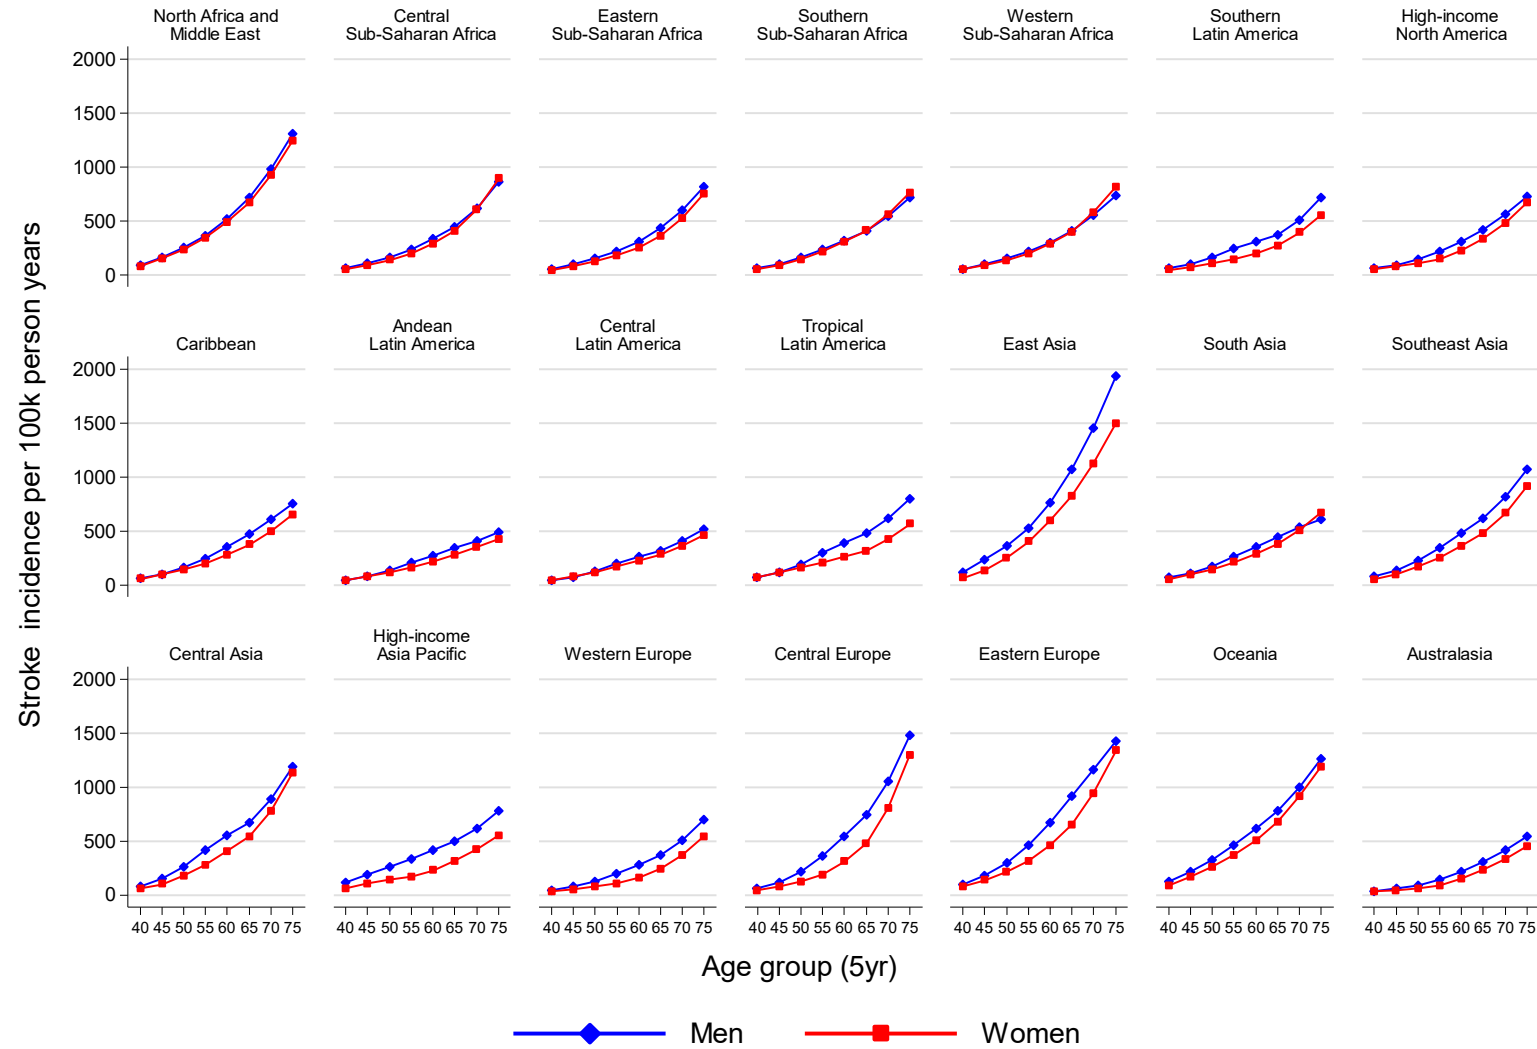 North Africa and
Middle East
Central
Sub-Saharan Africa
Eastern
Sub-Saharan Africa
Southern
Sub-Saharan Africa
Western
Sub-Saharan Africa
Southern
Latin America
High-income
North America
2000
1500
1000
500
0
Caribbean
Andean
Latin America
Central
Latin America
Tropical
Latin America
East Asia
South Asia
Southeast Asia
2000
1500
1000
500
0
Central Asia
High-income
Asia Pacific
Western Europe
Central Europe
Eastern Europe
Oceania
Australasia
2000
1500
1000
500
0
Stroke  incidence per 100k person years
40 45 50 55 60 65 70 75
40 45 50 55 60 65 70 75
40 45 50 55 60 65 70 75
40 45 50 55 60 65 70 75
40 45 50 55 60 65 70 75
40 45 50 55 60 65 70 75
40 45 50 55 60 65 70 75
Age group (5yr)
Men
Women